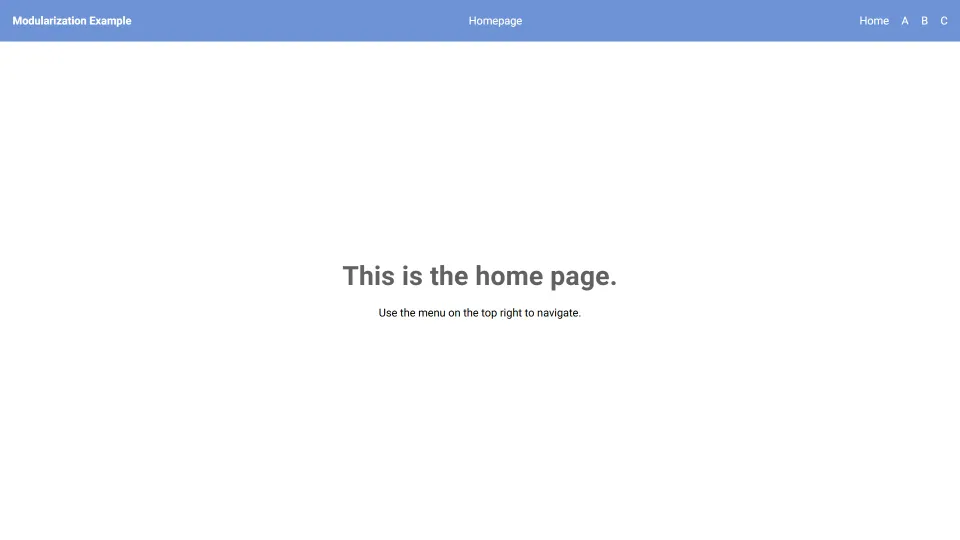 Modularization Example
Homepage
Home A B C
This is the home page.
Use the menu on the top right to navigate.